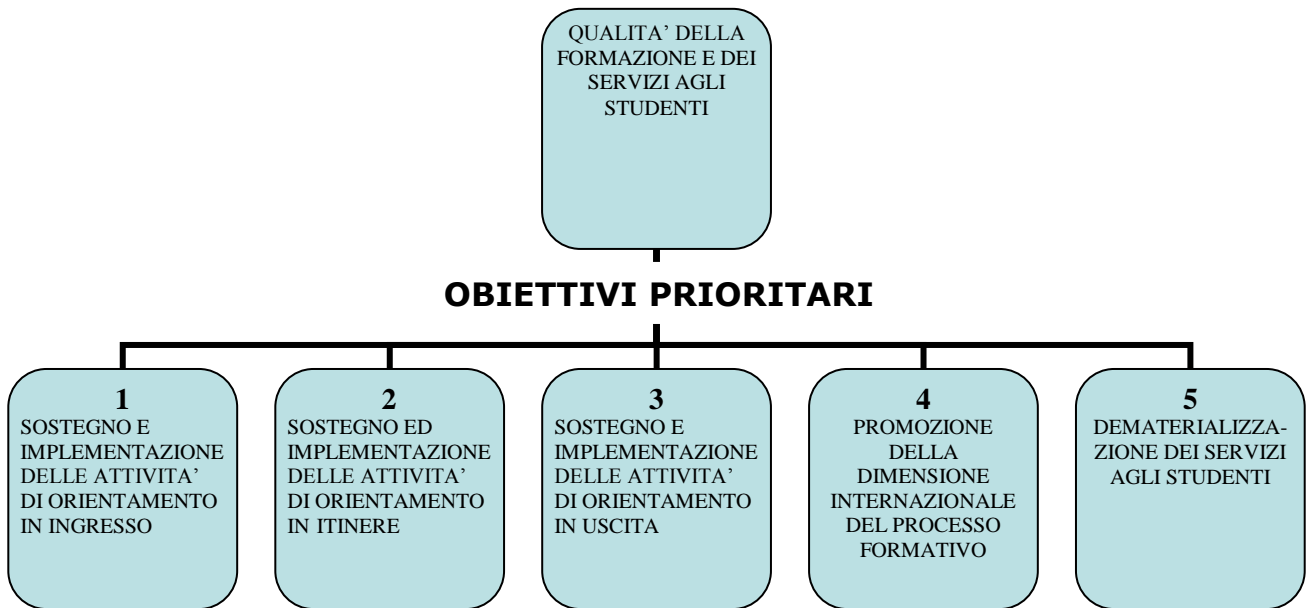 QUALITA’ DELLA
FORMAZIONE E DEI
SERVIZI AGLI
STUDENTI
OBIETTIVI PRIORITARI
1
SOSTEGNO E
IMPLEMENTAZIONE
DELLE ATTIVITA’
DI ORIENTAMENTO
IN INGRESSO
2
SOSTEGNO ED
IMPLEMENTAZIONE
DELLE ATTIVITA’
DI ORIENTAMENTO
IN ITINERE
3
SOSTEGNO E
IMPLEMENTAZIONE
DELLE ATTIVITA’
DI ORIENTAMENTO
IN USCITA
4
PROMOZIONE
DELLA
DIMENSIONE
INTERNAZIONALE
DEL PROCESSO
FORMATIVO
5
DEMATERIALIZZA-
ZIONE DEI SERVIZI
AGLI STUDENTI